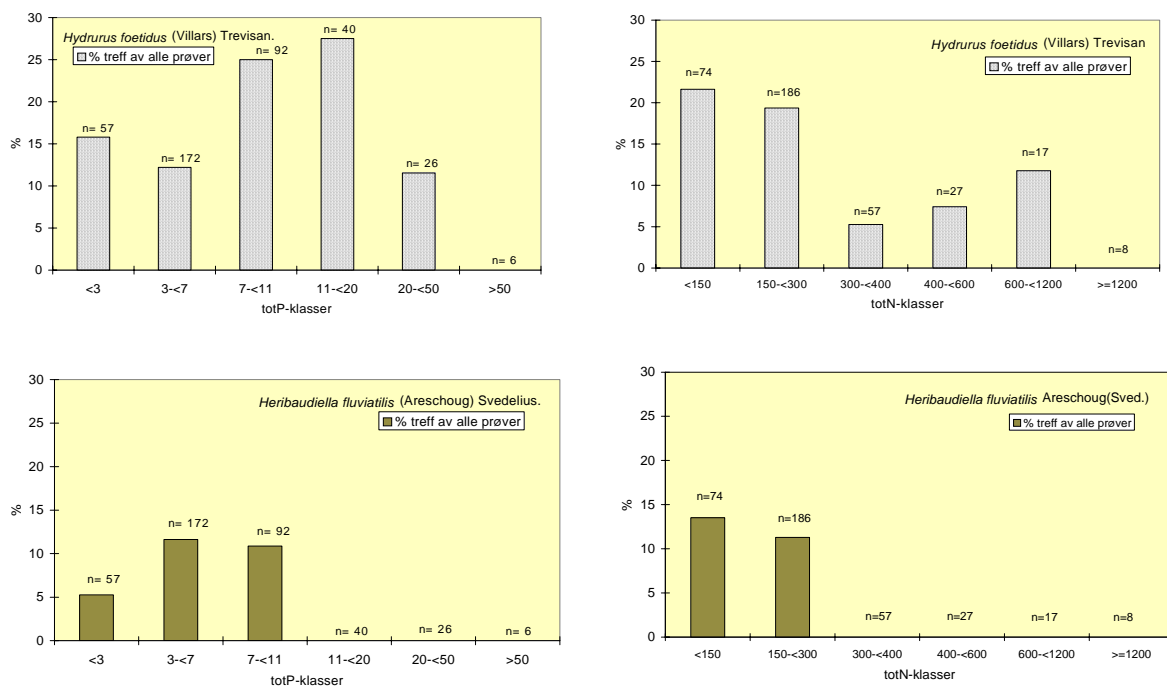 30
25
20
15
10
5
0
%
Hydrurus foetidus (Villars) Trevisan.
% treff av alle prøver
n= 57
n= 172
n= 92
n= 40
n= 26
n= 6
<3
3-<7
7-<11
11-<20
20-<50
>50
totP-klasser
30
25
20
15
10
5
0
%
Hydrurus foetidus (Villars) Trevisan
% treff av alle prøver
n=74
n=186
n=57
n=27
n=17
n=8
<150
150-<300
300-<400
400-<600
600-<1200
>=1200
totN-klasser
30
25
20
15
10
5
0
%
Heribaudiella fluviatilis (Areschoug) Svedelius.
% treff av alle prøver
n= 57
n= 172
n= 92
n= 40
n= 26
n= 6
<3
3-<7
7-<11
11-<20
20-<50
>50
totP-klasser
30
25
20
15
10
5
0
%
Heribaudiella fluviatilis Areschoug(Sved.)
% treff av alle prøver
n=74
n=186
n=57
n=27
n=17
n=8
<150
150-<300
300-<400
400-<600
600-<1200
>=1200
totN-klasser